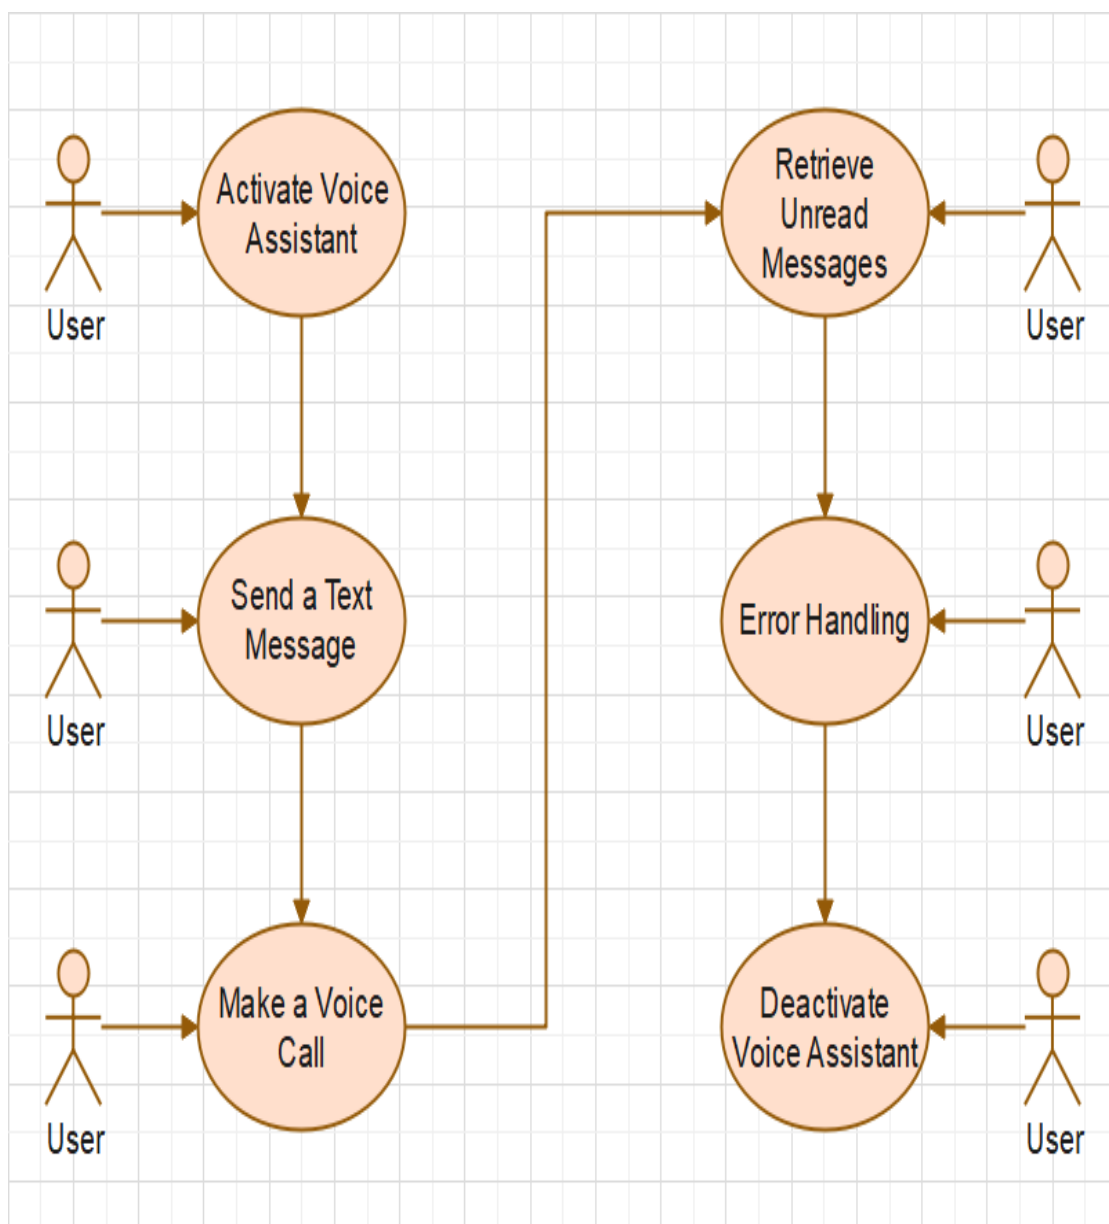 Activate Voice
Assistant
User
Send a Text
Message
User
Make a Voice
Call
User
Retrieve
Unread
Messages
User
Error Handling
User
Deactivate
Voice Assistant
User